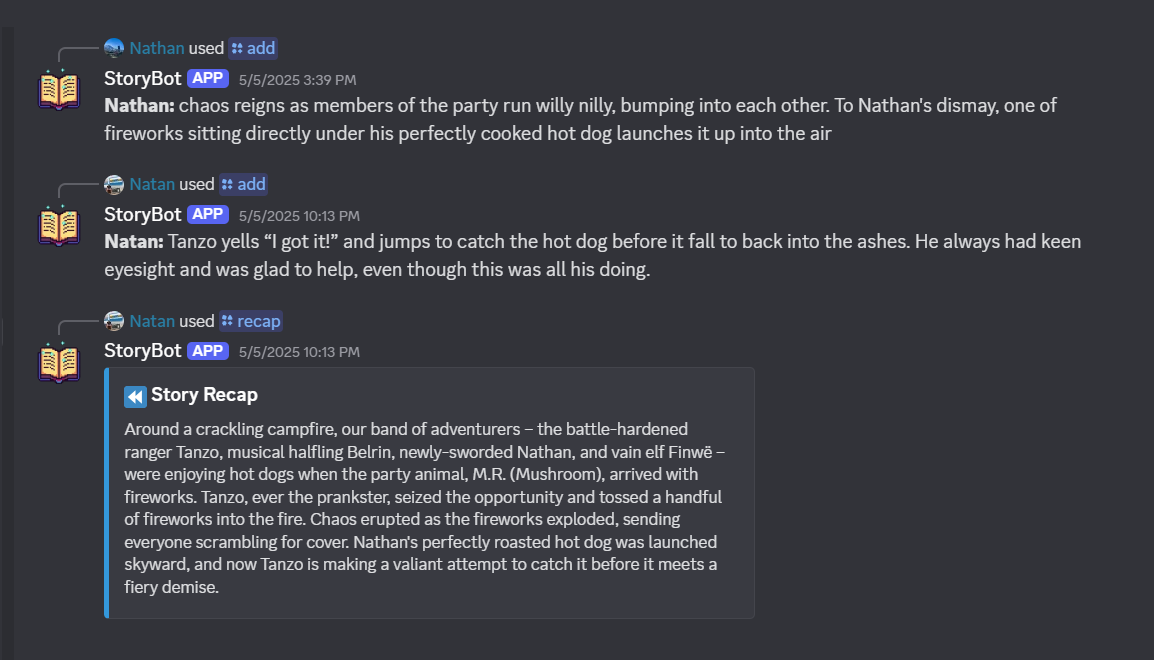 Nathan used add
StoryBot APP 5/5/2025 3:39 PM
Nathan: chaos reigns as members of the party run willy nilly, bumping into each other. To Nathan's dismay, one of
fireworks sitting directly under his perfectly cooked hot dog launches it up into the air
Natan used add
StoryBot APP 5/5/2025 10:13 PM
Natan: Tanzo yells “I got it!” and jumps to catch the hot dog before it fall to back into the ashes. He always had keen
eyesight and was glad to help, even though this was all his doing.
Natan used recap
StoryBot APP 5/5/2025 10:13 PM
Story Recap
Around a crackling campfire, our band of adventurers – the battle-hardened
ranger Tanzo, musical halfling Belrin, newly-sworded Nathan, and vain elf Finwë –
were enjoying hot dogs when the party animal, M.R. (Mushroom), arrived with
fireworks. Tanzo, ever the prankster, seized the opportunity and tossed a handful
of fireworks into the fire. Chaos erupted as the fireworks exploded, sending
everyone scrambling for cover. Nathan's perfectly roasted hot dog was launched
skyward, and now Tanzo is making a valiant attempt to catch it before it meets a
fiery demise.